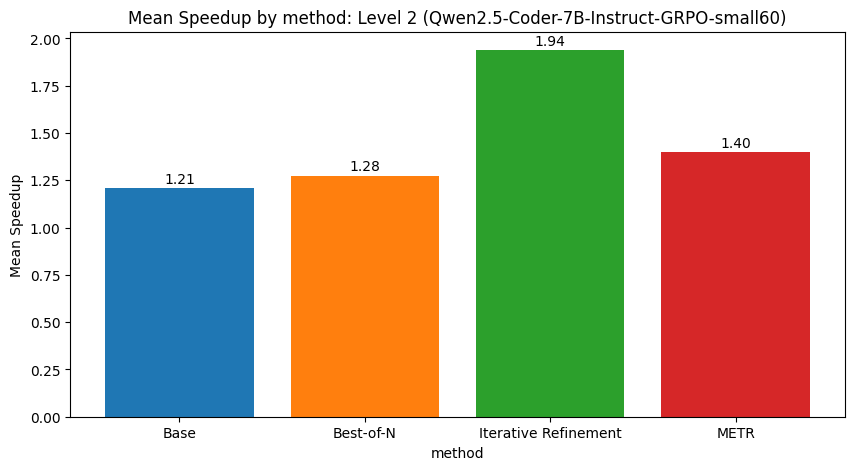 Mean Speedup by method: Level 2 (Qwen2.5-Coder-7B-Instruct-GRPO-small60)
2.00
1.75
1.50
1.25
1.00
0.75
0.50
0.25
0.00
Mean Speedup
1.21
1.28
1.94
1.40
Base
Best-of-N
Iterative Refinement
METR
method